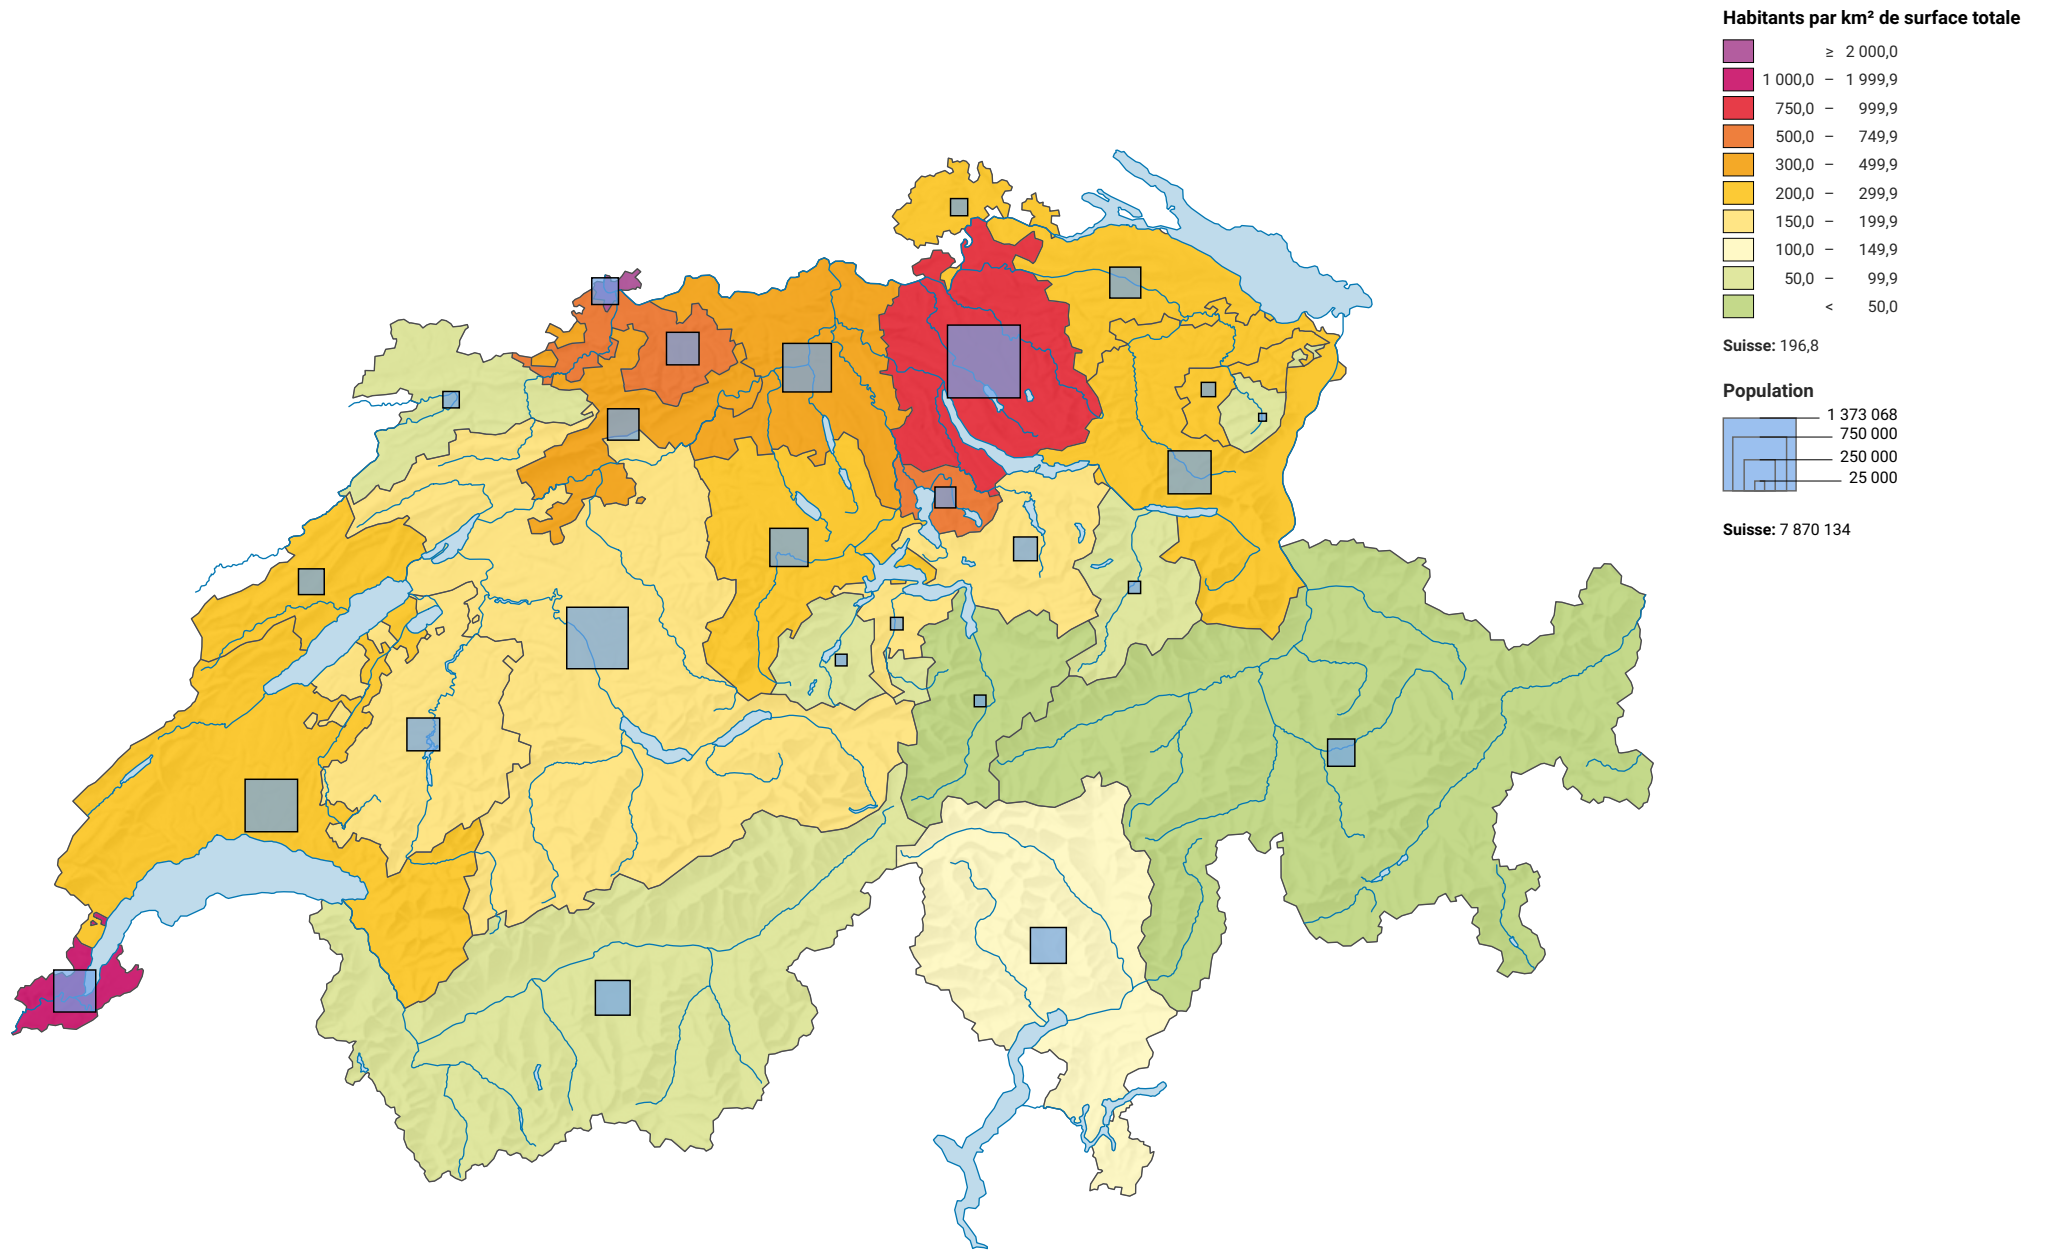 Habitants par km² de surface totale
≥ 2 000,0
1 000,0 – 1 999,9
750,0 – 999,9
500,0 – 749,9
300,0 – 499,9
200,0 – 299,9
150,0 – 199,9
100,0 – 149,9
50,0 – 99,9
< 50,0
Suisse: 196,8
Population
1 373 068
750 000
250 000
25 000
Suisse: 7 870 134